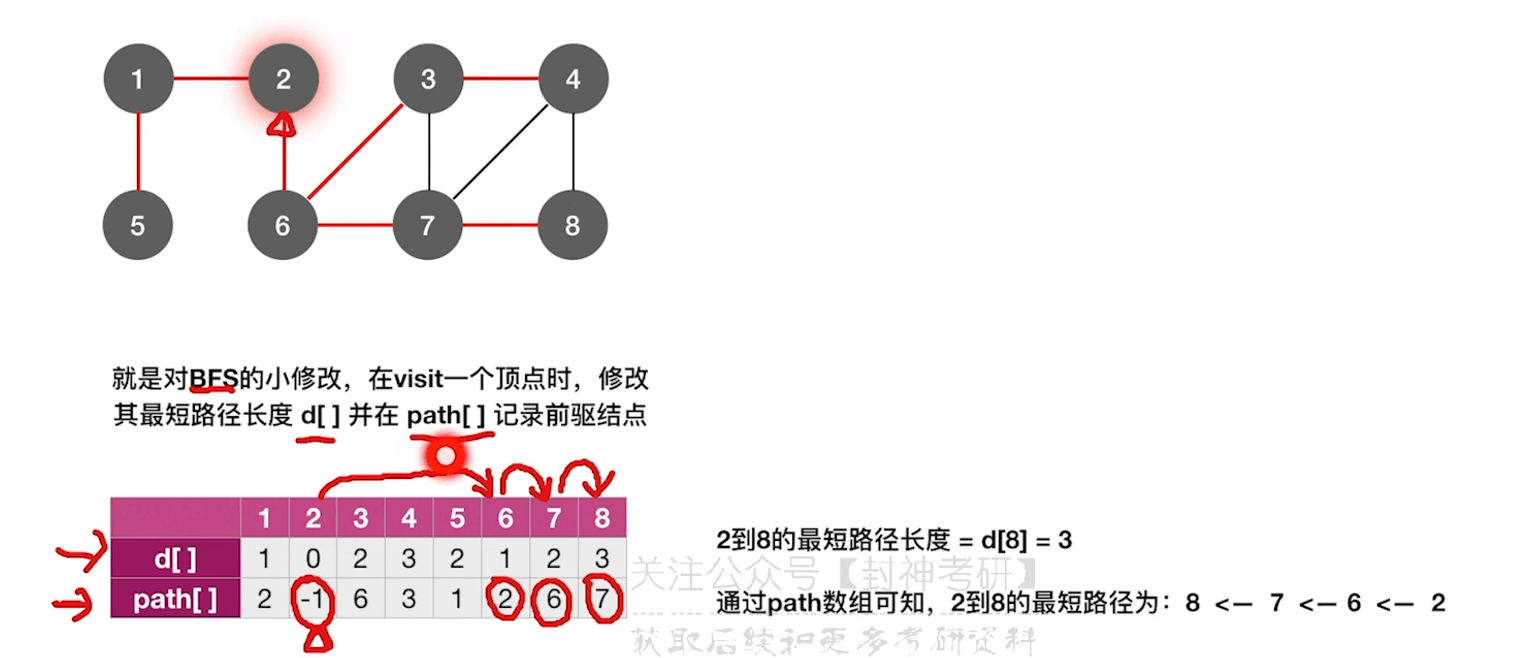 1 2 3 4
5 6 7 8
就是对BFS的小修改，在visit一个顶点时，修改
其最短路径长度 d[ ] 并在 path[ ] 记录前驱结点
1 2 3 4 5 6 7 8
d[ ] 1 0 2 3 2 1 2 3
path[ ] 2 -1 6 3 1 2 6 7
2到8的最短路径长度 = d[8] = 3
关注公众号【封神考研】
通过path数组可知，2到8的最短路径为：8 <— 7 <— 6 <— 2
获取后续和更多考研资料